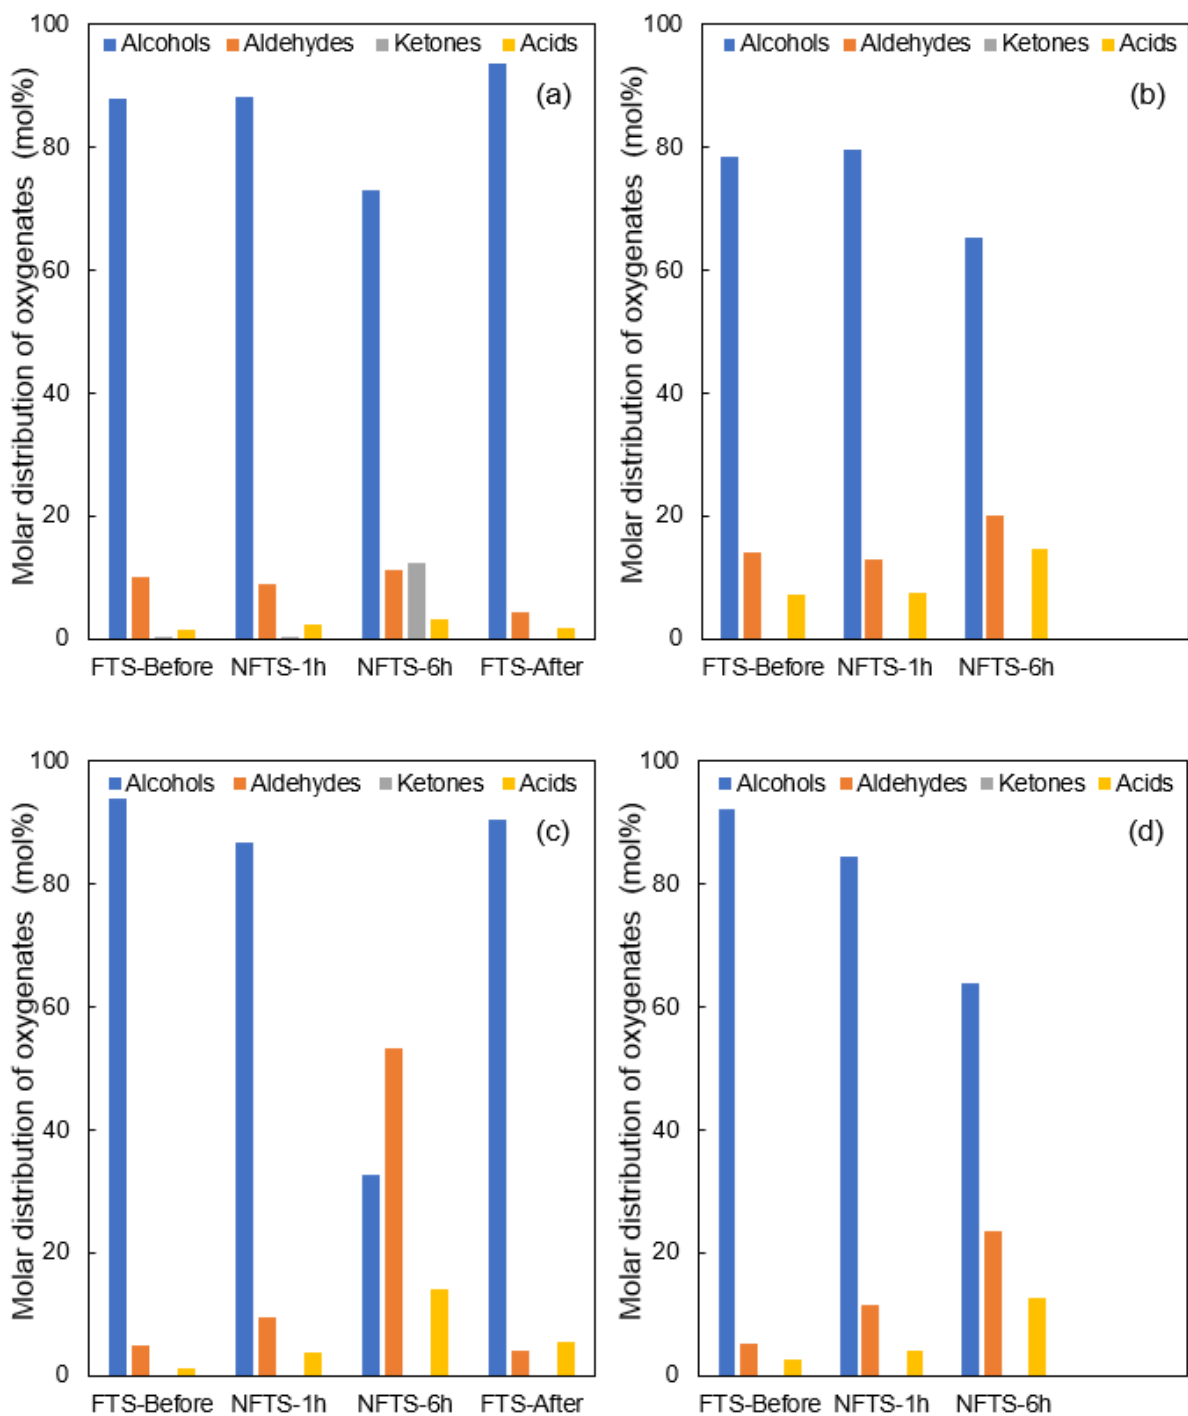 Molar distribution of oxygenates (mol%)
100
80
60
40
20
0
Alcohols Aldehydes Ketones Acids
(a)
FTS-Before NFTS-1h NFTS-6h FTS-After
Molar distribution of oxygenates (mol%)
100
80
60
40
20
0
Alcohols Aldehydes Ketones Acids
(b)
FTS-Before NFTS-1h NFTS-6h
Molar distribution of oxygenates (mol%)
100
80
60
40
20
0
Alcohols Aldehydes Ketones Acids
(c)
FTS-Before NFTS-1h NFTS-6h FTS-After
Molar distribution of oxygenates (mol%)
100
80
60
40
20
0
Alcohols Aldehydes Ketones Acids
(d)
FTS-Before NFTS-1h NFTS-6h